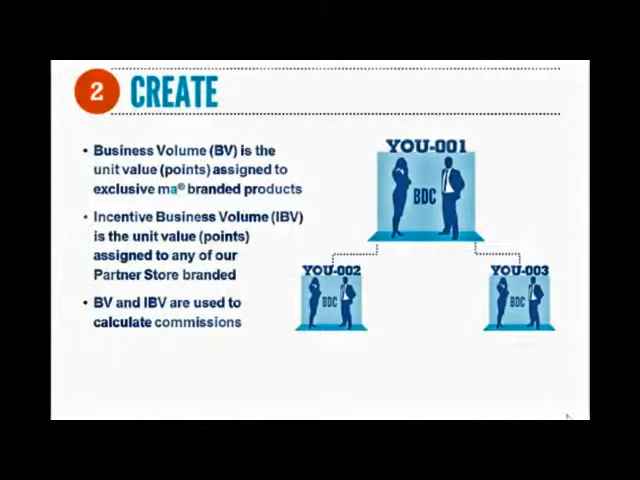 2 CREATE
• Business Volume (BV) is the
unit value (points) assigned to
exclusive ma® branded products
• Incentive Business Volume (IBV)
is the unit value (points)
assigned to any of our
Partner Store branded
• BV and IBV are used to
calculate commissions
YOU-001
BDC
YOU-002
BDC
YOU-003
BDC